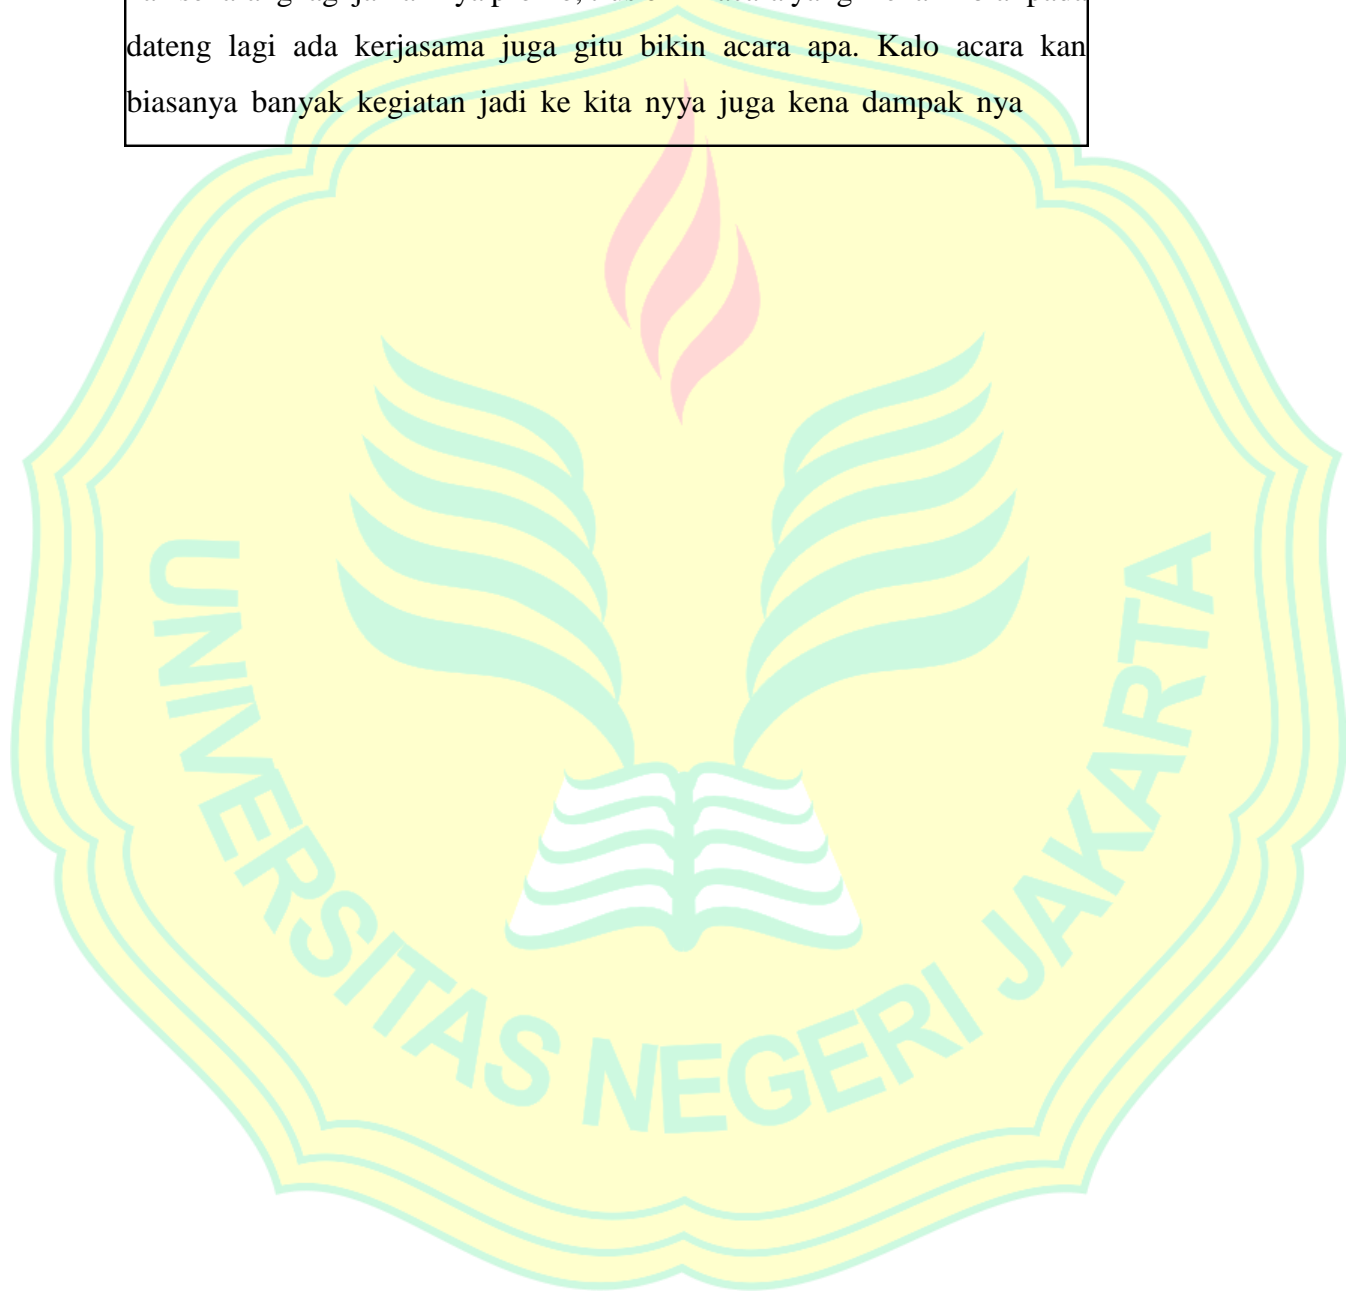 dateng lagi ada kerjasama juga gitu bikin acara apa. Kalo acara kan
biasanya banyak kegiatan jadi ke kita nyya juga kena dampak nya
UNIVERSITAS NEGERI JAKARTA